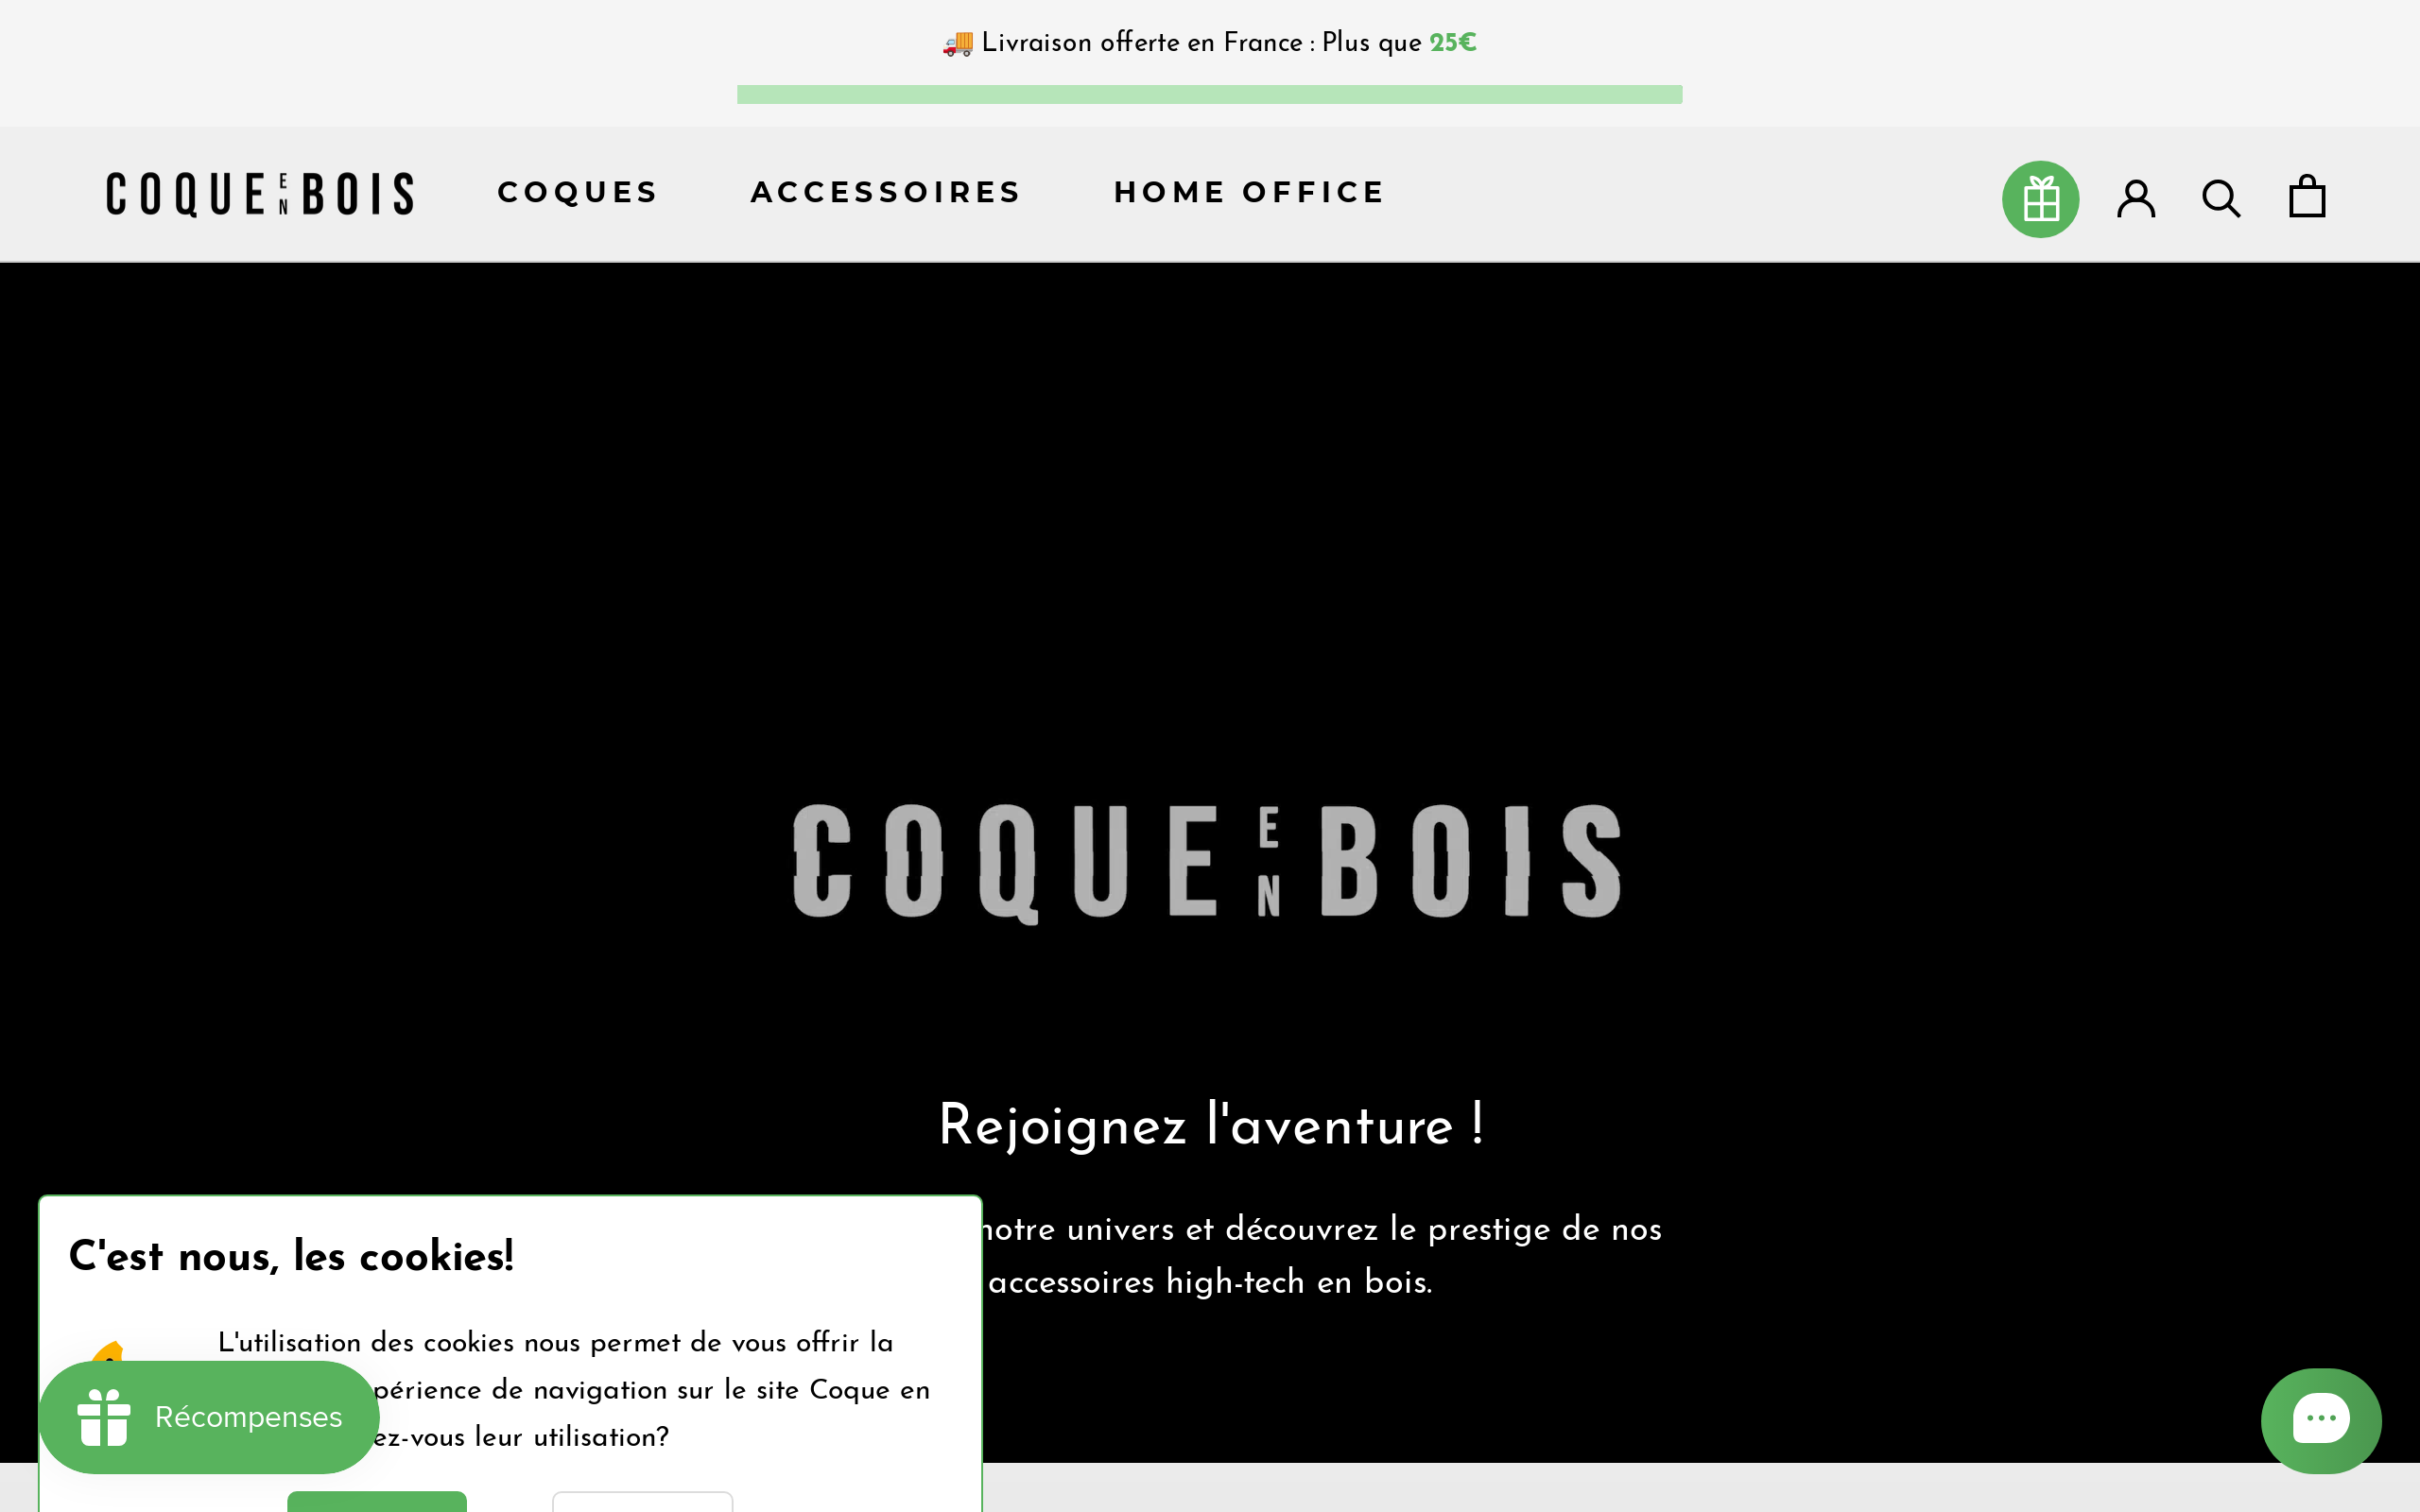 🚚 Livraison offerte en France : Plus que 25€
COQUE EN BOIS
COQUES
ACCESSOIRES
HOME OFFICE
COQUE EN BOIS
Rejoignez l'aventure !
notre univers et découvrez le prestige de nos
accessoires high-tech en bois.
C'est nous, les cookies!
L'utilisation des cookies nous permet de vous offrir la
périence de navigation sur le site Coque en
ez-vous leur utilisation?
Récompenses